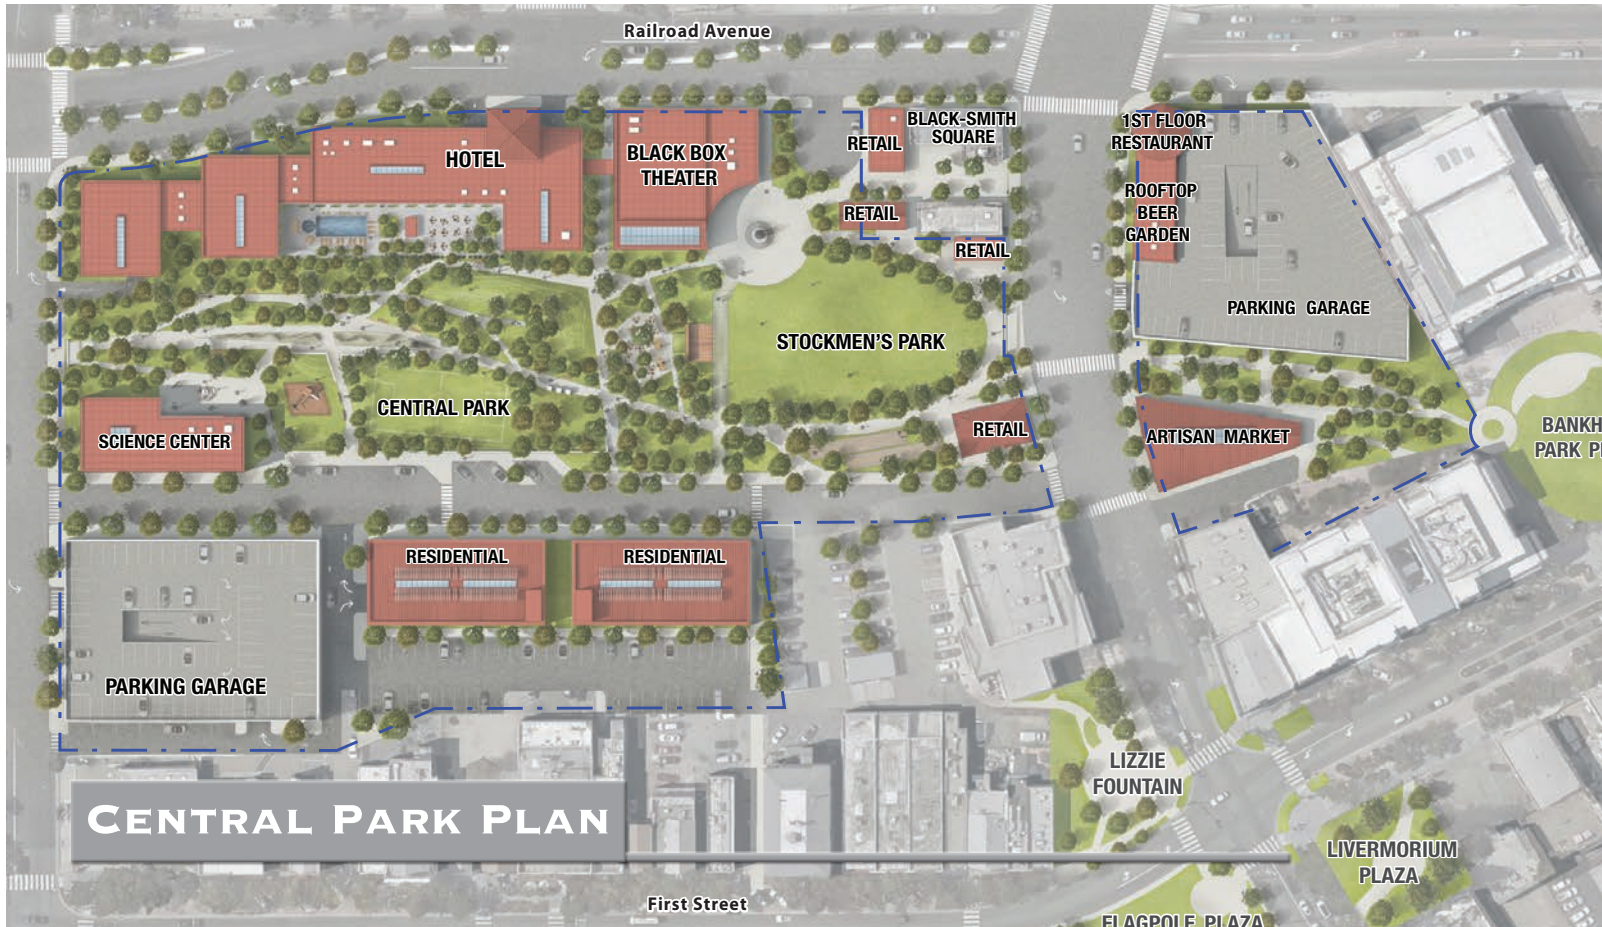 Railroad Avenue
BLACK-SMITH
SQUARE
1ST FLOOR
RESTAURANT
RETAIL
HOTEL
BLACK BOX
THEATER
ROOFTOP
BEER
GARDEN
RETAIL
RETAIL
PARKING GARAGE
STOCKMEN'S PARK
CENTRAL PARK
SCIENCE CENTER
RETAIL
ARTISAN MARKET
BANKH
PARK P
RESIDENTIAL
RESIDENTIAL
PARKING GARAGE
LIZZIE
FOUNTAIN
CENTRAL PARK PLAN
LIVERMORIUM
PLAZA
First Street
FLAGPOLE PLAZA